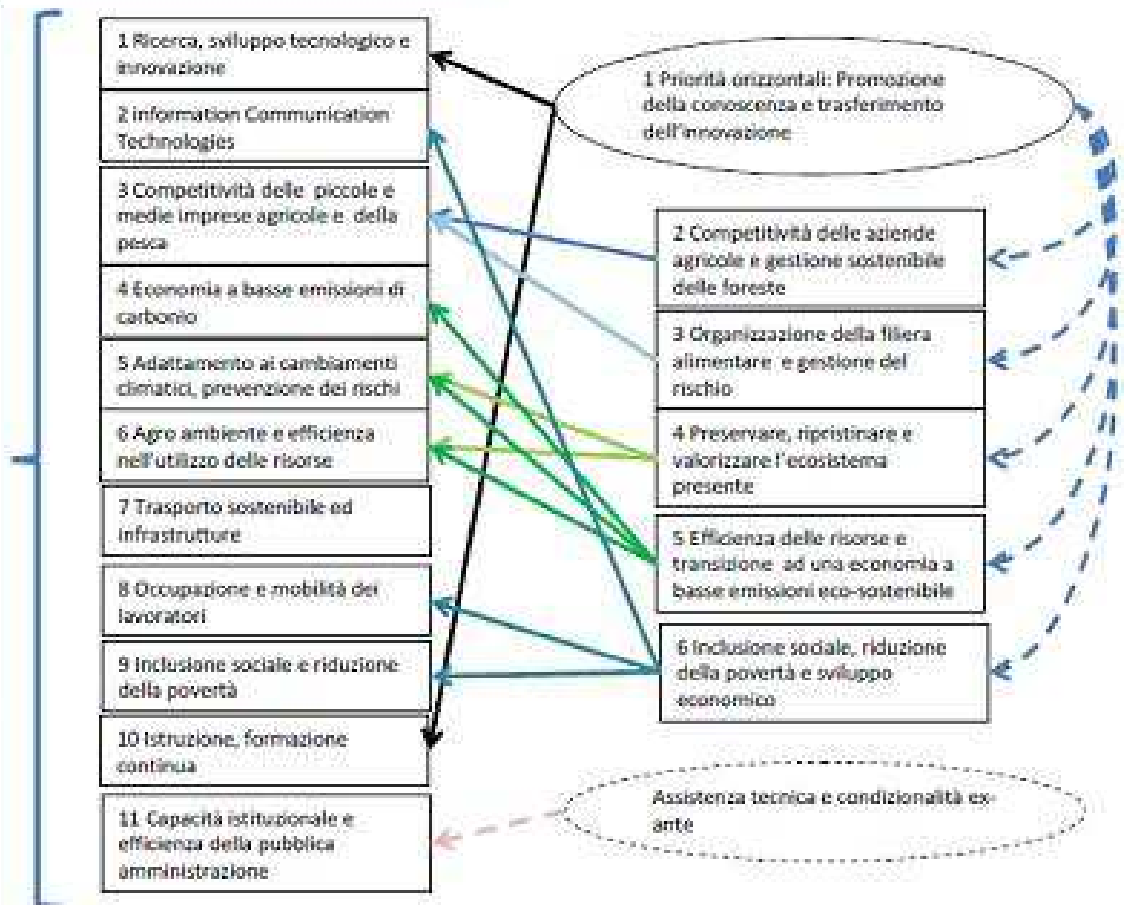 1 Ricerca, sviluppo tecnologico e
innovazione
2 information Communication
Technologies
3 Competitività delle piccole e
medie imprese agricole e della
pesca
4 Economia a basse emissioni di
carbonio
5 Adattamento ai cambiamenti
climatici, prevenzione dei rischi
6 Agro ambiente e efficienza
nell'utilizzo delle risorse
7 Trasporto sostenibile ed
infrastrutture
8 Occupazione e mobilità dei
lavoratori
9 Inclusione sociale e riduzione
della povertà
10 Istruzione, formazione
continua
11 Capacità istituzionale e
efficienza della pubblica
amministrazione
1 Priorità orizzontali: Promozione
della conoscenza e trasferimento
dell'innovazione
2 Competitività delle aziende
agricole e gestione sostenibile
delle foreste
3 Organizzazione della filiera
alimentare e gestione del
rischio
4 Preservare, ripristinare e
valorizzare l'ecosistema
presente
5 Efficienza delle risorse e
transizione ad una economia a
basse emissioni eco-sostenibile
6 Inclusione sociale, riduzione
della povertà e sviluppo
economico
Assistenza tecnica e condizionalità ex-
ante